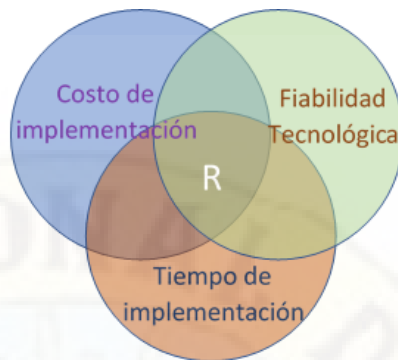 Costo de
implementación
Fiabilidad
Tecnológica
R
Tiempo de
implementación